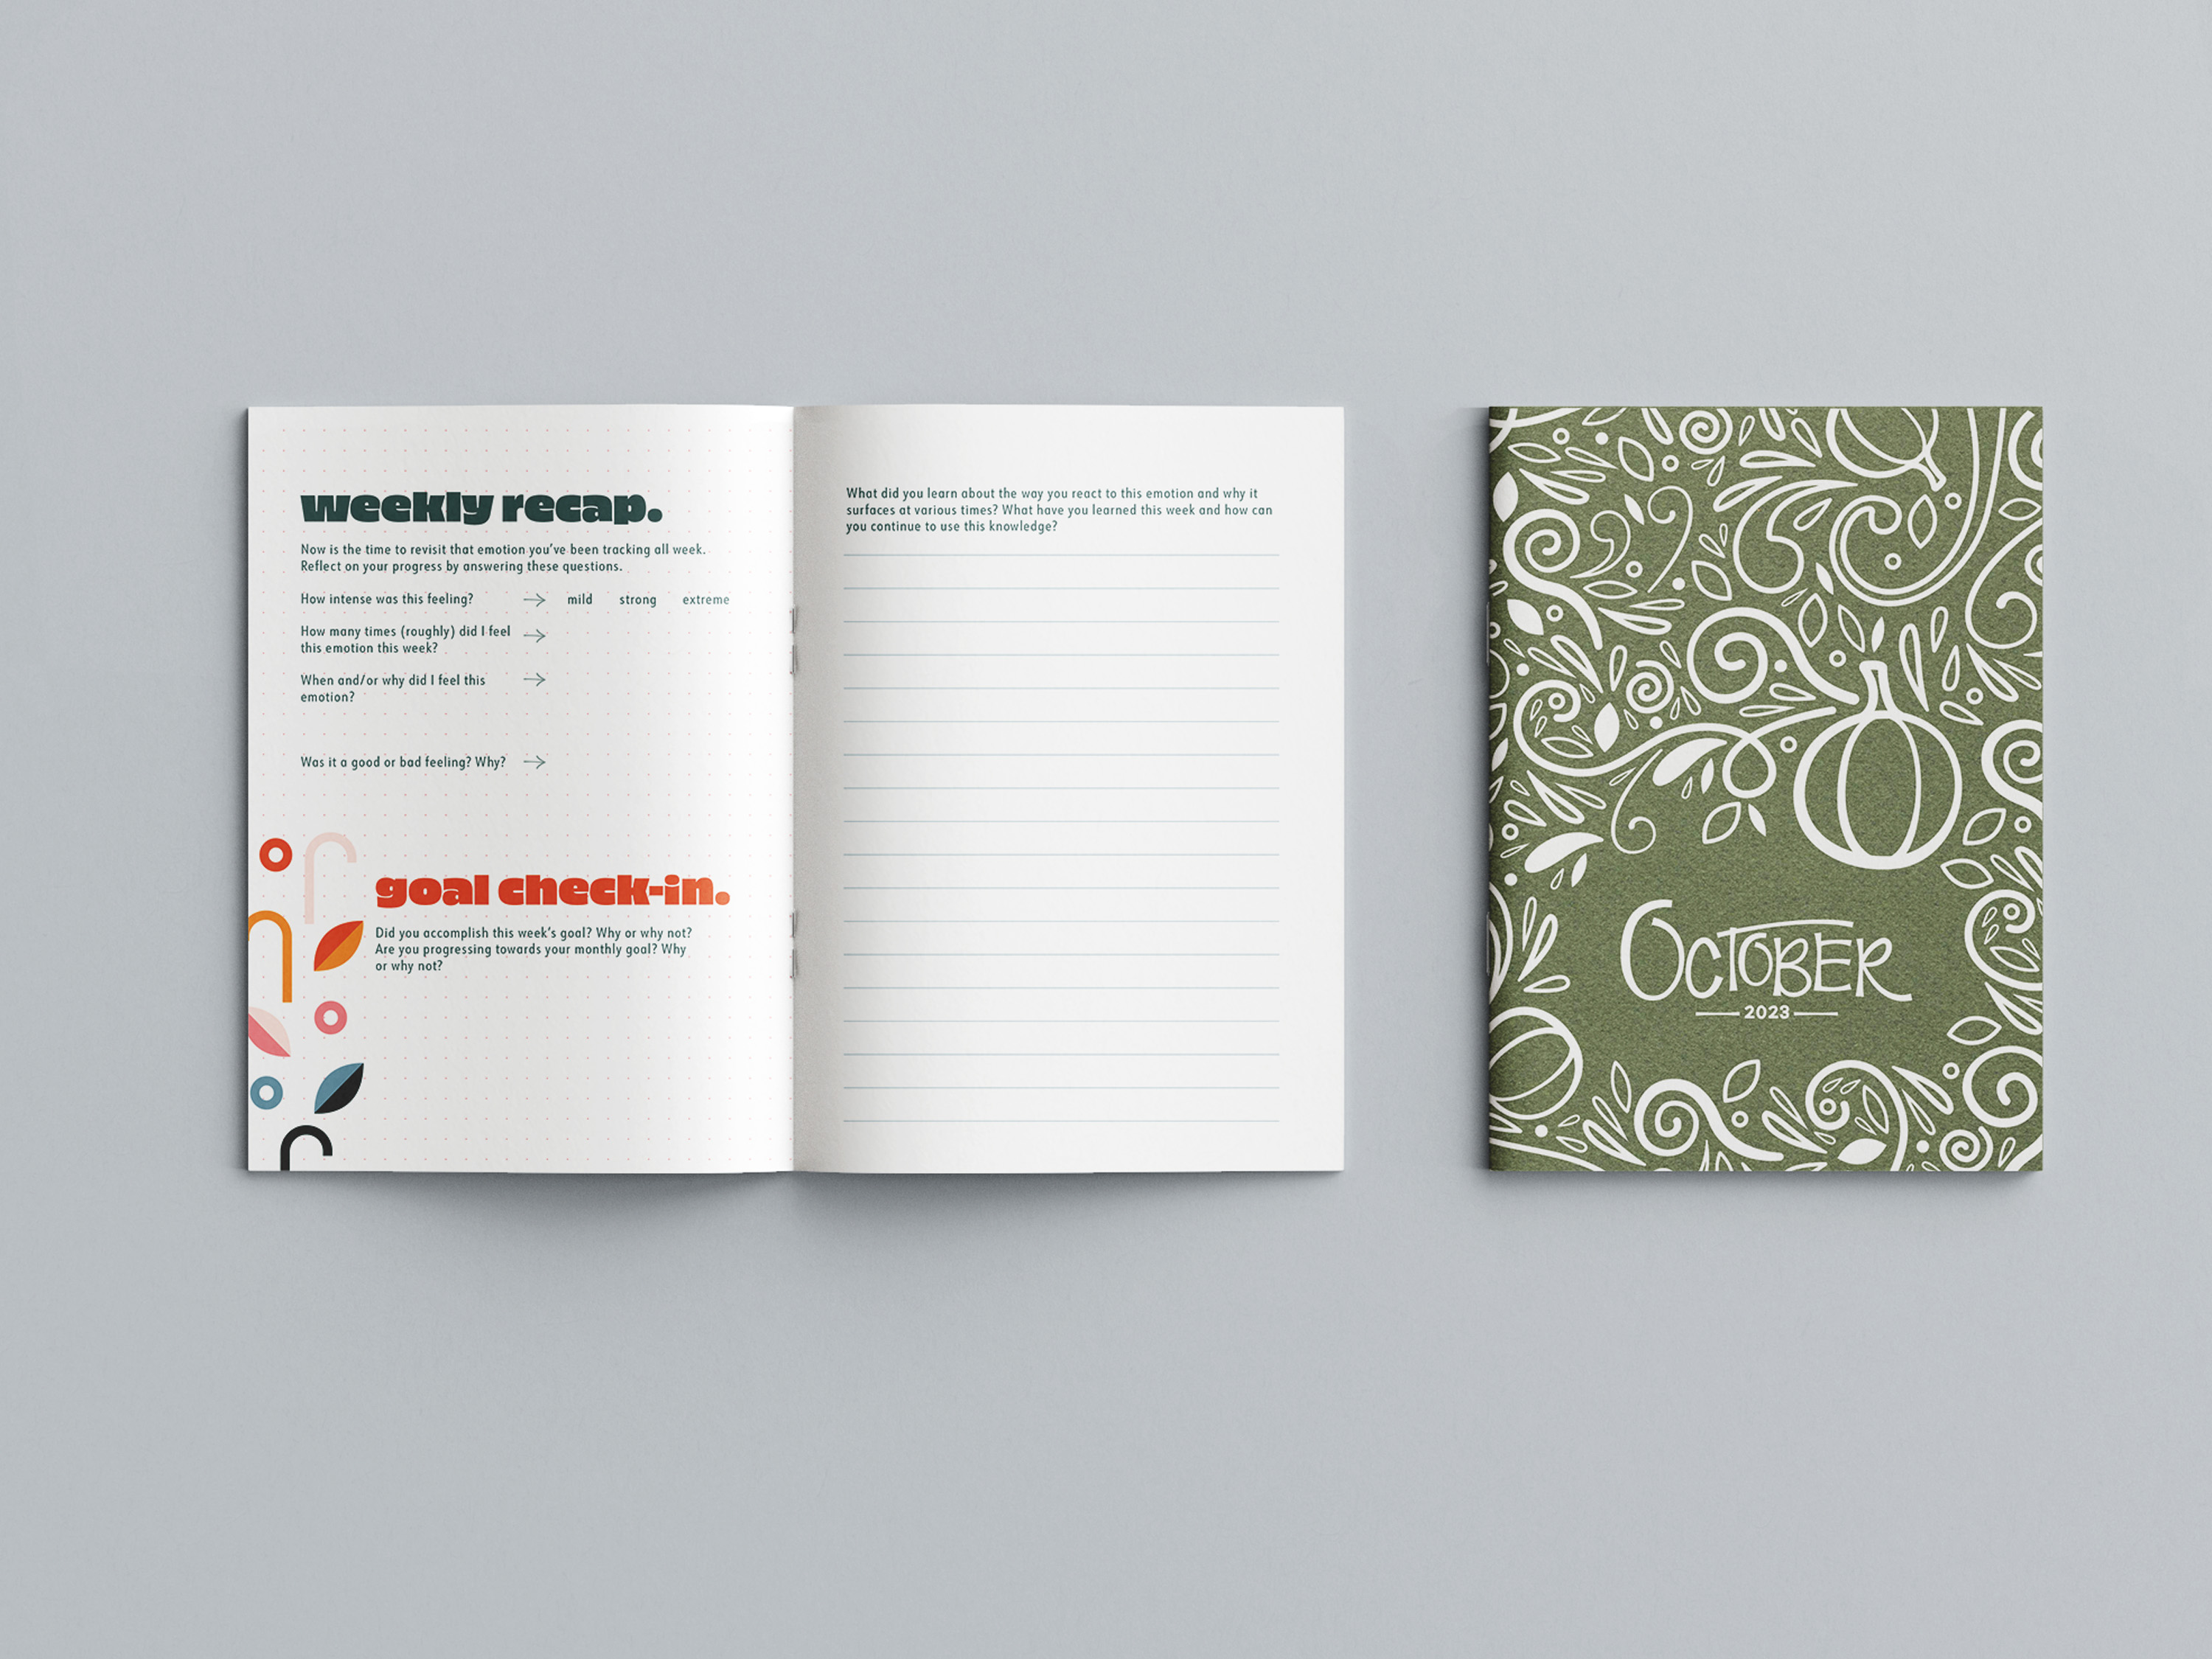 weekly recap.
Now is the time to revisit that emotion you've been tracking all week.
Reflect on your progress by answering these questions.
How intense was this feeling? mild strong extreme
How many times (roughly) did I feel
this emotion this week?
When and/or why did I feel this
emotion?
Was it a good or bad feeling? Why?
goal check-in.
Did you accomplish this week's goal? Why or why not?
Are you progressing towards your monthly goal? Why
or why not?
What did you learn about the way you react to this emotion and why it
surfaces at various times? What have you learned this week and how can
you continue to use this knowledge?
OCTOBER
2023